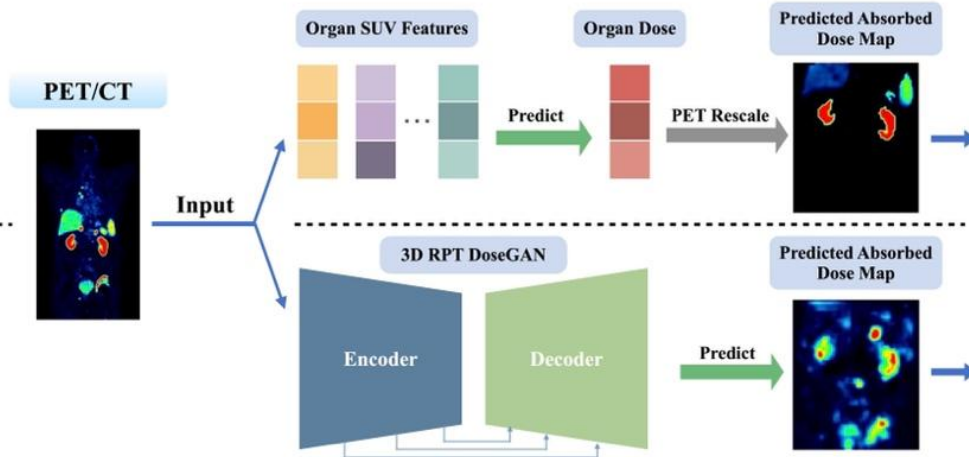 PET/CT
Input
Organ SUV Features
...
Predict
Organ Dose
PET Rescale
Predicted Absorbed
Dose Map
3D RPT DoseGAN
Encoder
Decoder
Predict
Predicted Absorbed
Dose Map